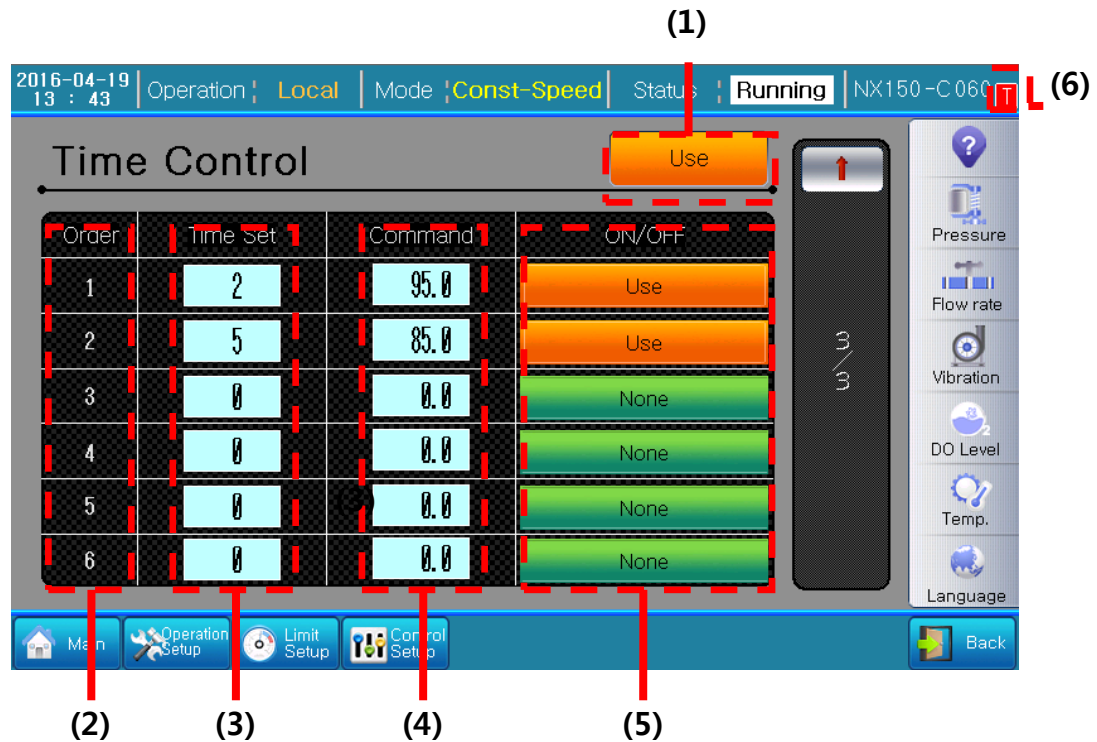 (1)
2016-04-19
13 : 43
Operation : Local
Mode : Const-Speed
Status : Running
NX150-C060
T
(6)
Time Control
Use
Order Time Set Command ON/OFF
1 2 95.0 Use
2 5 85.0 Use
3 0 0.0 None
4 0 0.0 None
5 0 0.0 None
6 0 0.0 None
3/3
?
Pressure
Flow rate
Vibration
DO Level
Temp.
Language
Main
Operation
Setup
Limit
Setup
Control
Setup
Back
(2) (3) (4) (5)